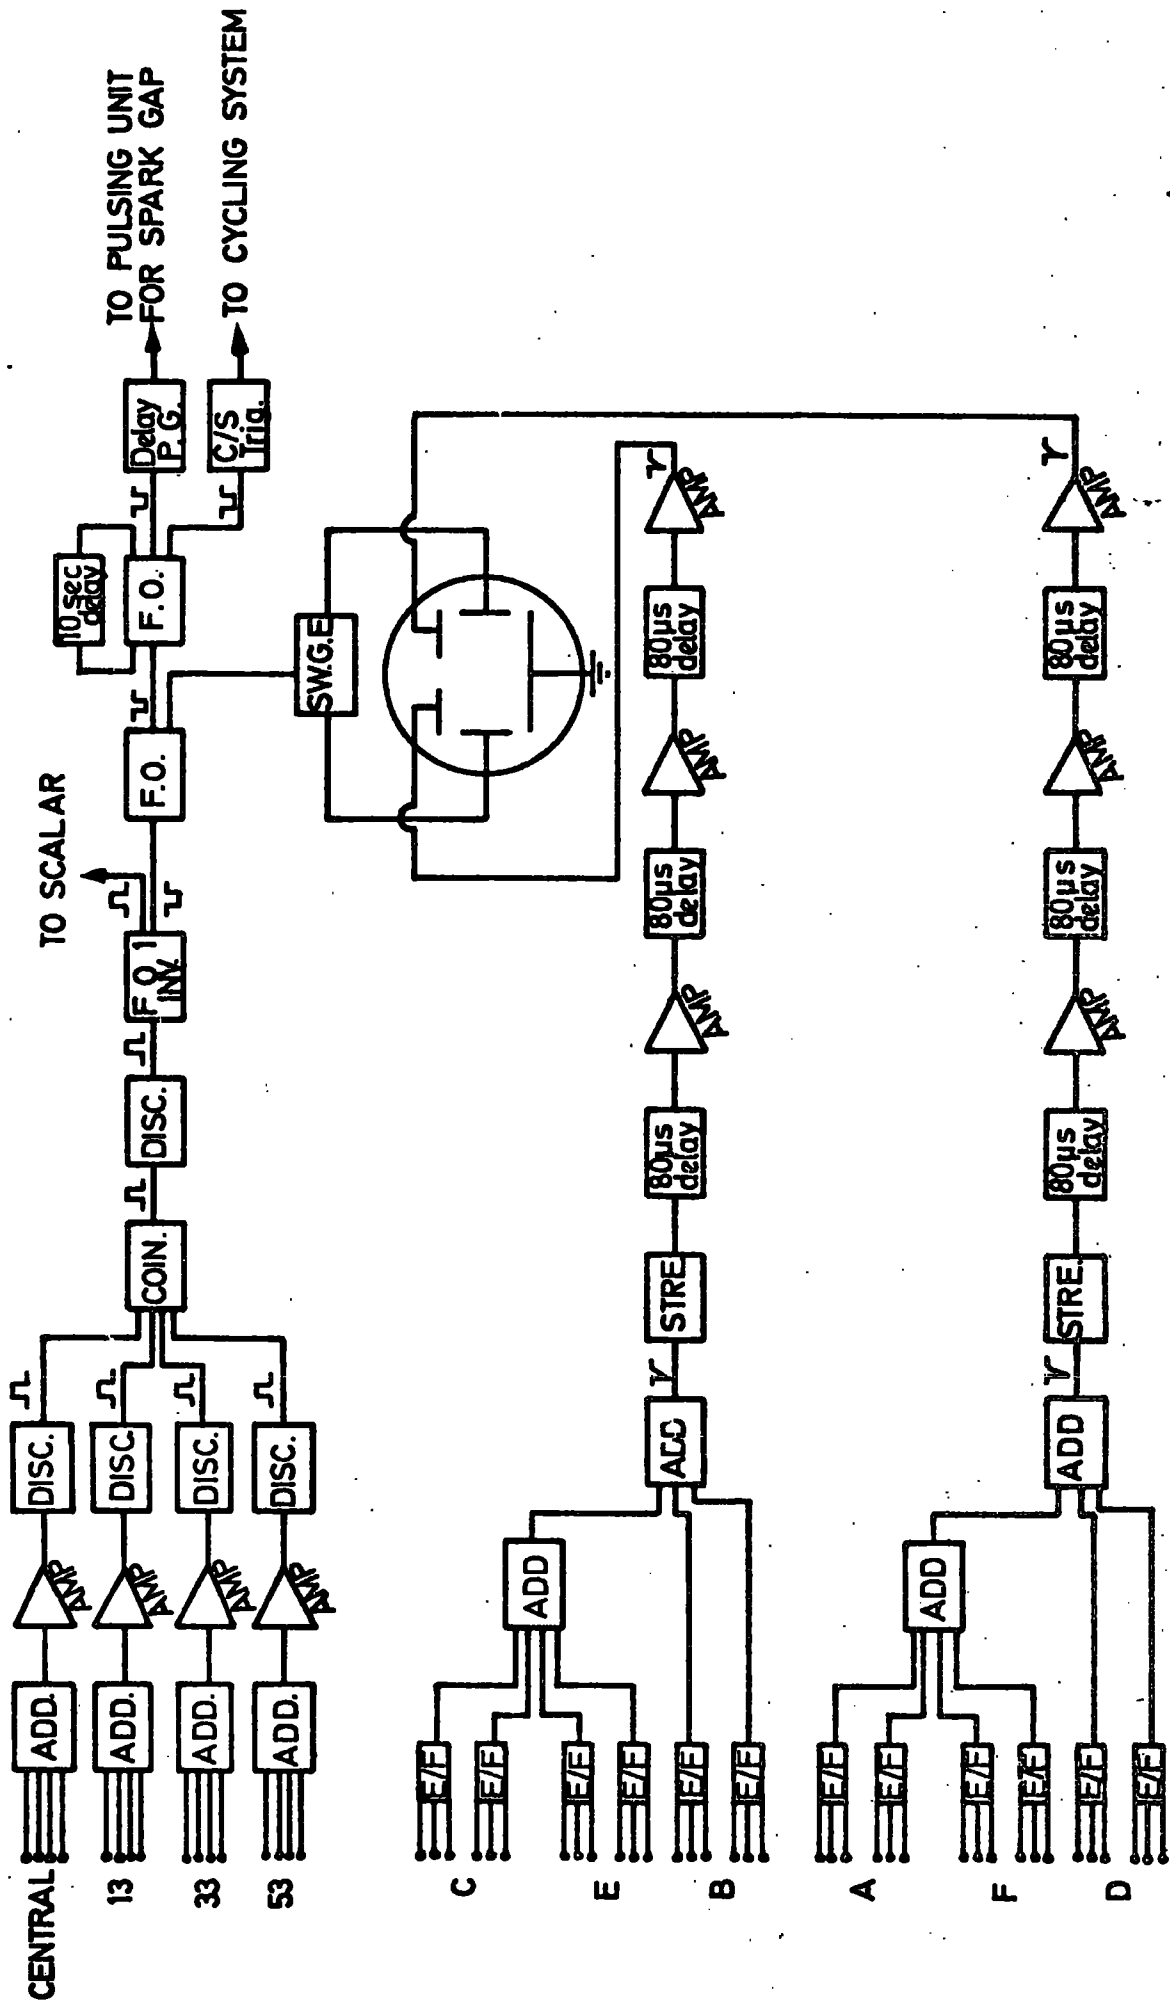 CENTRAL
13
33
53
ADD.
ADD.
ADD.
ADD.
AMP
AMP
AMP
AMP
DISC.
DISC.
DISC.
DISC.
COIN.
DISC.
F O 1
INV.
TO SCALAR
F.O.
10 sec
delay
F.O.
Delay
P.G.
C/S
Trig.
TO PULSING UNIT
FOR SPARK GAP
TO CYCLING SYSTEM
SW.G.E
C
E
B
E/F
E/F
E/F
E/F
E/F
E/F
ADD
ADD
STRE.
80µs
delay
AMP
80µs
delay
AMP
80µs
delay
AMP
A
F
D
E/F
E/F
E/F
E/F
E/F
E/F
ADD
ADD
STRE.
80µs
delay
AMP
80µs
delay
AMP
80µs
delay
AMP